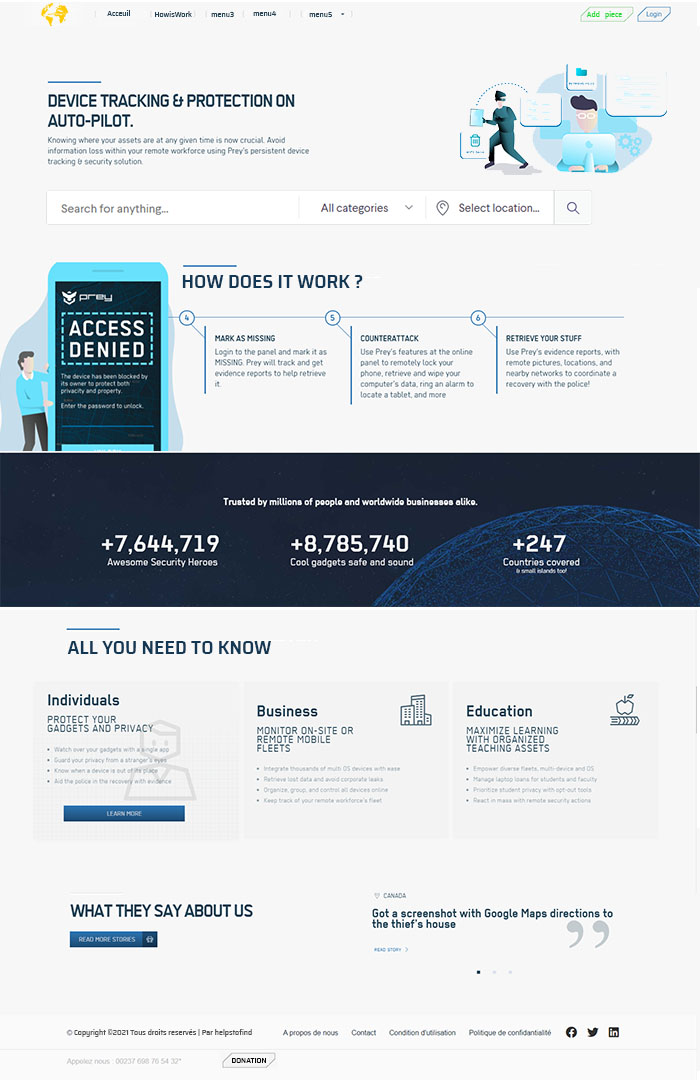 Acceuil HowisWork menu3 menu4 menu5
Add piece Login
DEVICE TRACKING & PROTECTION ON
AUTO-PILOT.
Knowing where your assets are at any given time is now crucial. Avoid
information loss within your remote workforce using Prey's persistent device
tracking & security solution.
Search for anything... All categories Select location...
HOW DOES IT WORK ?
prey
ACCESS
DENIED
The device has been blocked by
its owner to protect both
privacy and property.
Enter the password to unlock.
4
MARK AS MISSING
Login to the panel and mark it as
MISSING. Prey will track and get
evidence reports to help retrieve
it.
5
COUNTERATTACK
Use Prey's features at the online
panel to remotely lock your
phone, retrieve and wipe your
computer's data, ring an alarm to
locate a tablet, and more
6
RETRIEVE YOUR STUFF
Use Prey's evidence reports, with
remote pictures, locations, and
nearby networks to coordinate a
recovery with the police!
Trusted by millions of people and worldwide businesses alike.
+7,644,719
Awesome Security Heroes
+8,785,740
Cool gadgets safe and sound
+247
Countries covered
& small islands too!
ALL YOU NEED TO KNOW
Individuals
PROTECT YOUR
GADGETS AND PRIVACY
Watch over your gadgets with a single app
Guard your privacy from a stranger's eyes
Know when a device is out of its place
Aid the police in the recovery with evidence
LEARN MORE
Business
MONITOR ON-SITE OR
REMOTE MOBILE
FLEETS
Integrate thousands of multi OS devices with ease
Retrieve lost data and avoid corporate leaks
Organize, group, and control all devices online
Keep track of your remote workforce's fleet
Education
MAXIMIZE LEARNING
WITH ORGANIZED
TEACHING ASSETS
Empower diverse fleets, multi-device and OS
Manage laptop loans for students and faculty
Prioritize student privacy with opt-out tools
React in mass with remote security actions
WHAT THEY SAY ABOUT US
READ MORE STORIES
CANADA
Got a screenshot with Google Maps directions to
the thief's house
READ STORY
© Copyright ©2021 Tous droits reservés | Par helpstofind A propos de nous Contact Condition d'utilisation Politique de confidantialité
Appelez nous : 00237 698 76 54 32* DONATION